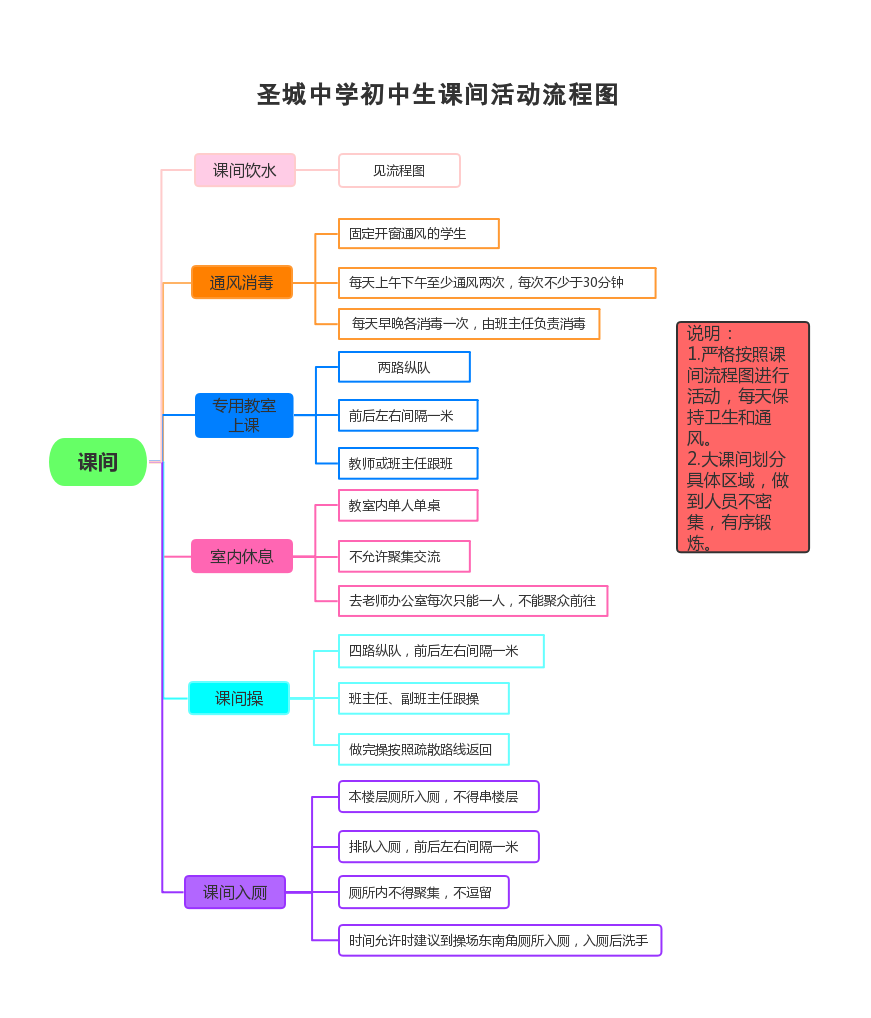 圣城中学初中生课间活动流程图
课间
课间饮水
见流程图
通风消毒
固定开窗通风的学生
每天上午下午至少通风两次，每次不少于30分钟
每天早晚各消毒一次，由班主任负责消毒
专用教室
上课
两路纵队
前后左右间隔一米
教师或班主任跟班
室内休息
教室内单人单桌
不允许聚集交流
去老师办公室每次只能一人，不能聚众前往
课间操
四路纵队，前后左右间隔一米
班主任、副班主任跟操
做完操按照疏散路线返回
课间入厕
本楼层厕所入厕，不得串楼层
排队入厕，前后左右间隔一米
厕所内不得聚集，不逗留
时间允许时建议到操场东南角厕所入厕，入厕后洗手
说明：
1.严格按照课
间流程图进行
活动，每天保
持卫生和通
风。
2.大课间划分
具体区域，做
到人员不密
集，有序锻
炼。